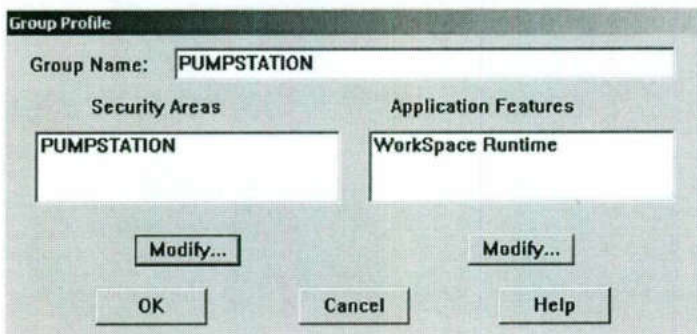 Group Profile
Group Name: PUMPSTATION
Security Areas Application Features
PUMPSTATION WorkSpace Runtime
Modify... Modify...
OK Cancel Help